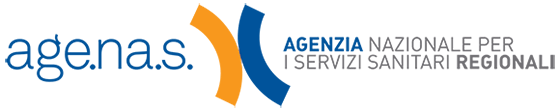 age.na.s.
AGENZIA NAZIONALE PER
I SERVIZI SANITARI REGIONALI